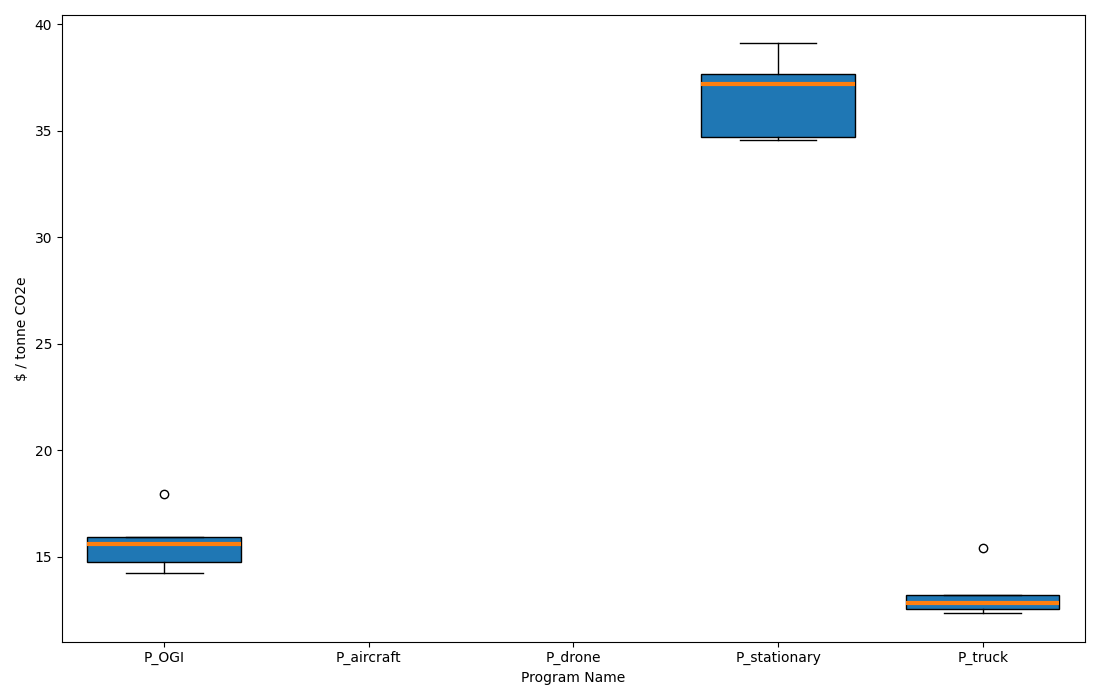 40
35
30
25
20
15
$ / tonne CO2e
P_OGI
P_aircraft
P_drone
P_stationary
P_truck
Program Name